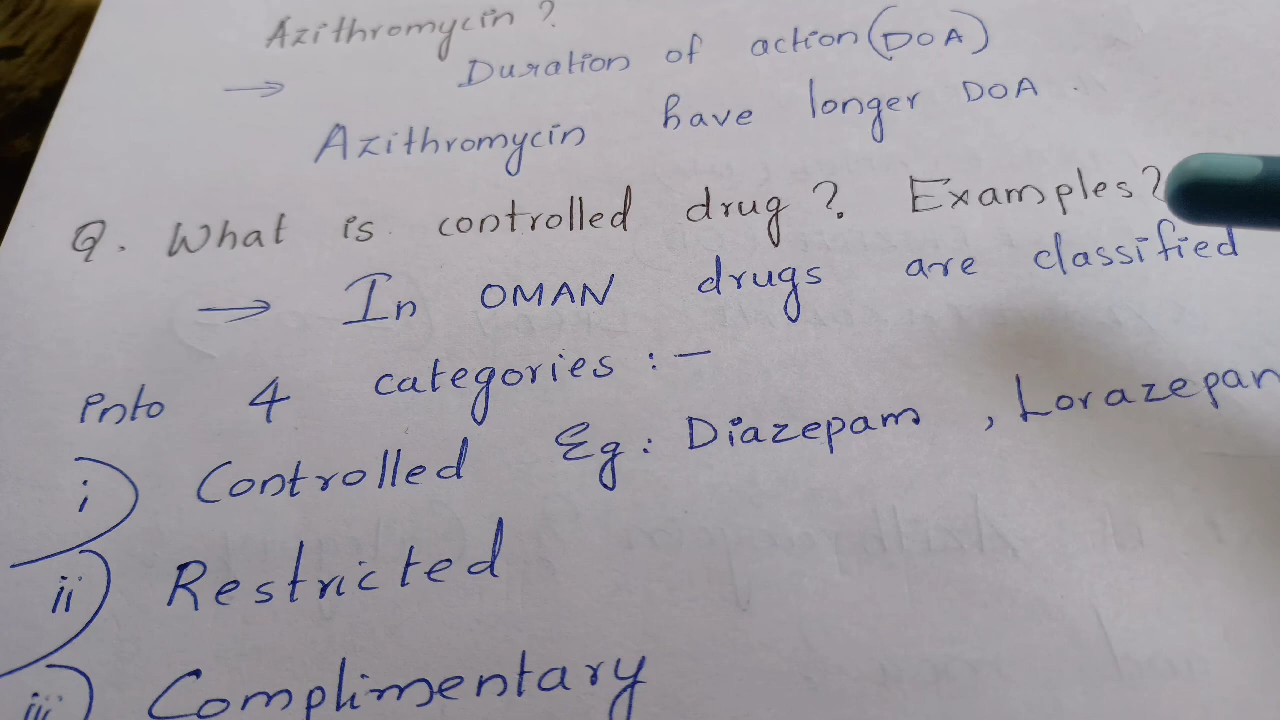 Azithromycin ?
→ Duration of action (DOA)
Azithromycin have longer DOA
Q. What is controlled drug ? Examples ?
→ In OMAN drugs are classified
into 4 categories : -
i) Controlled Eg : Diazepam , Lorazepam
ii) Restricted
iii) Complimentary